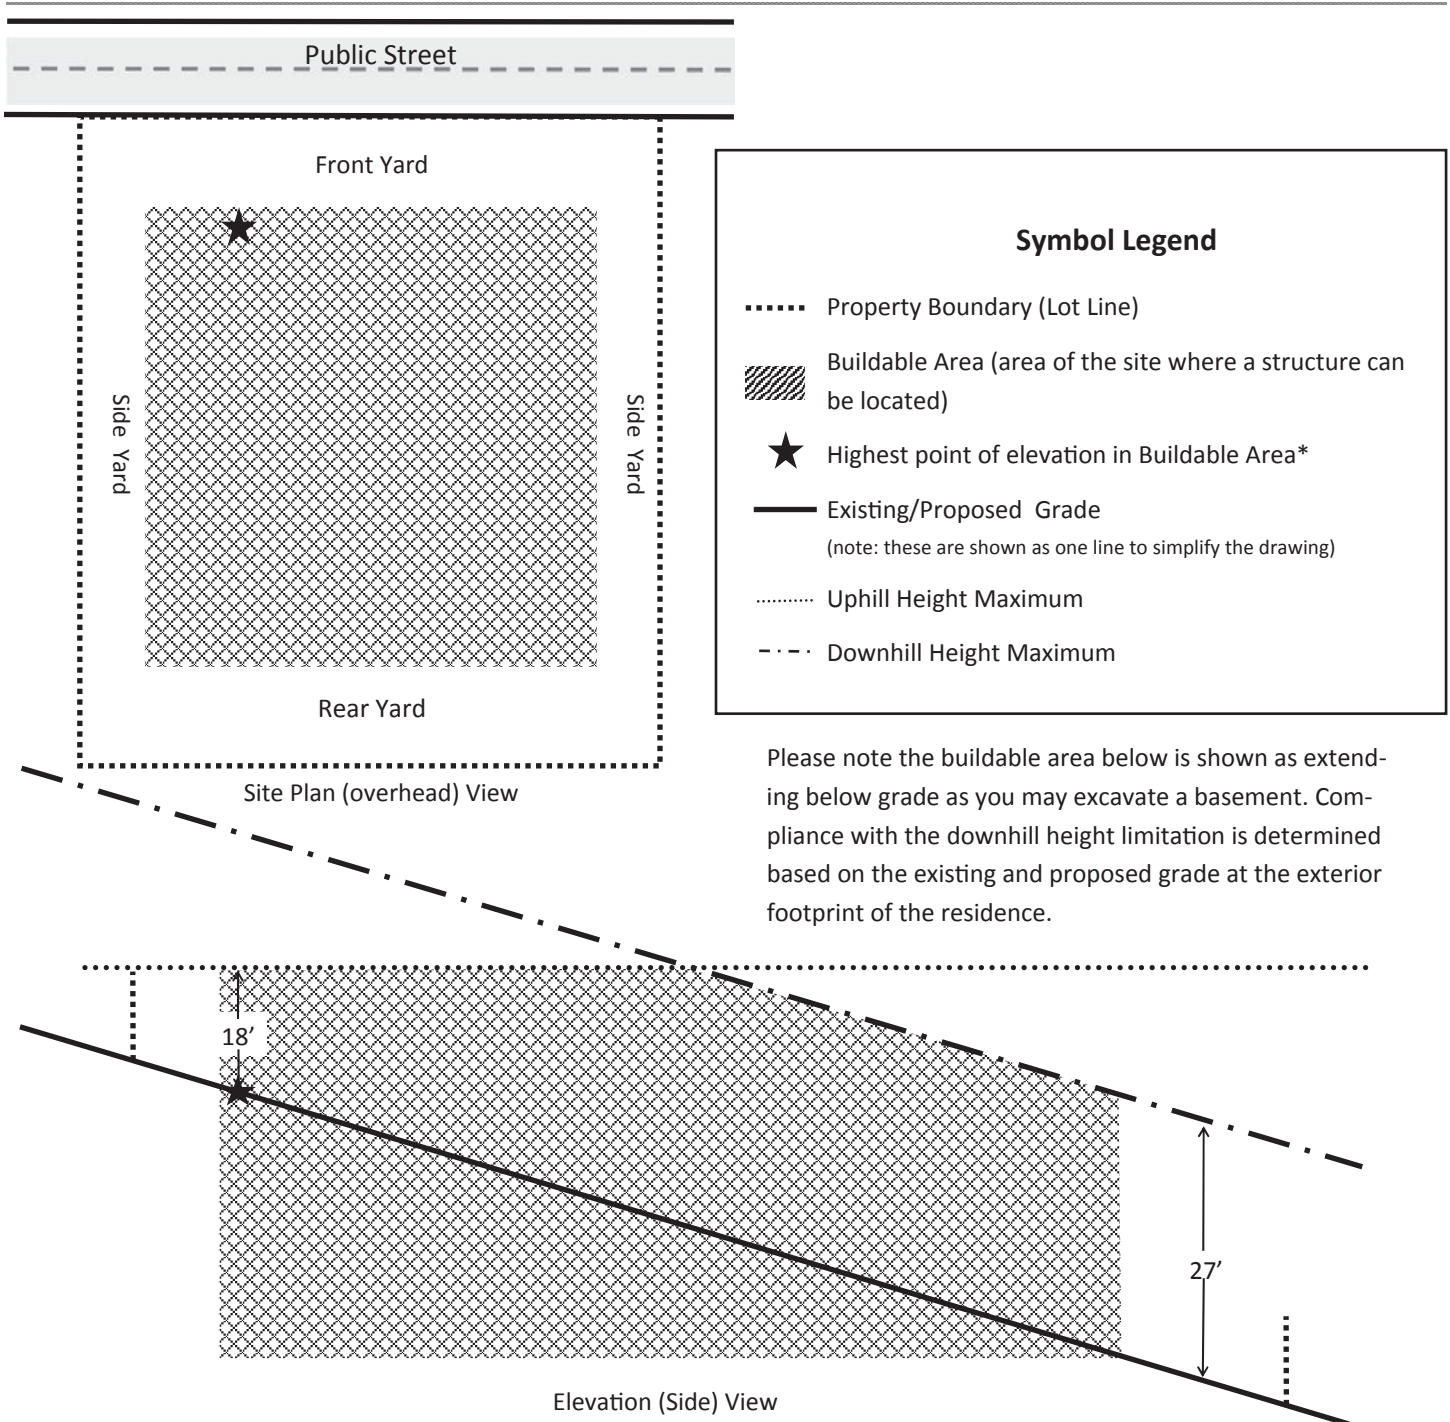 Public Street
Front Yard
Side Yard
Side Yard
Rear Yard
Site Plan (overhead) View
Symbol Legend
Property Boundary (Lot Line)
Buildable Area (area of the site where a structure can
be located)
Highest point of elevation in Buildable Area*
Existing/Proposed Grade
(note: these are shown as one line to simplify the drawing)
Uphill Height Maximum
Downhill Height Maximum
Please note the buildable area below is shown as extend-
ing below grade as you may excavate a basement. Com-
pliance with the downhill height limitation is determined
based on the existing and proposed grade at the exterior
footprint of the residence.
18’
27’
Elevation (Side) View